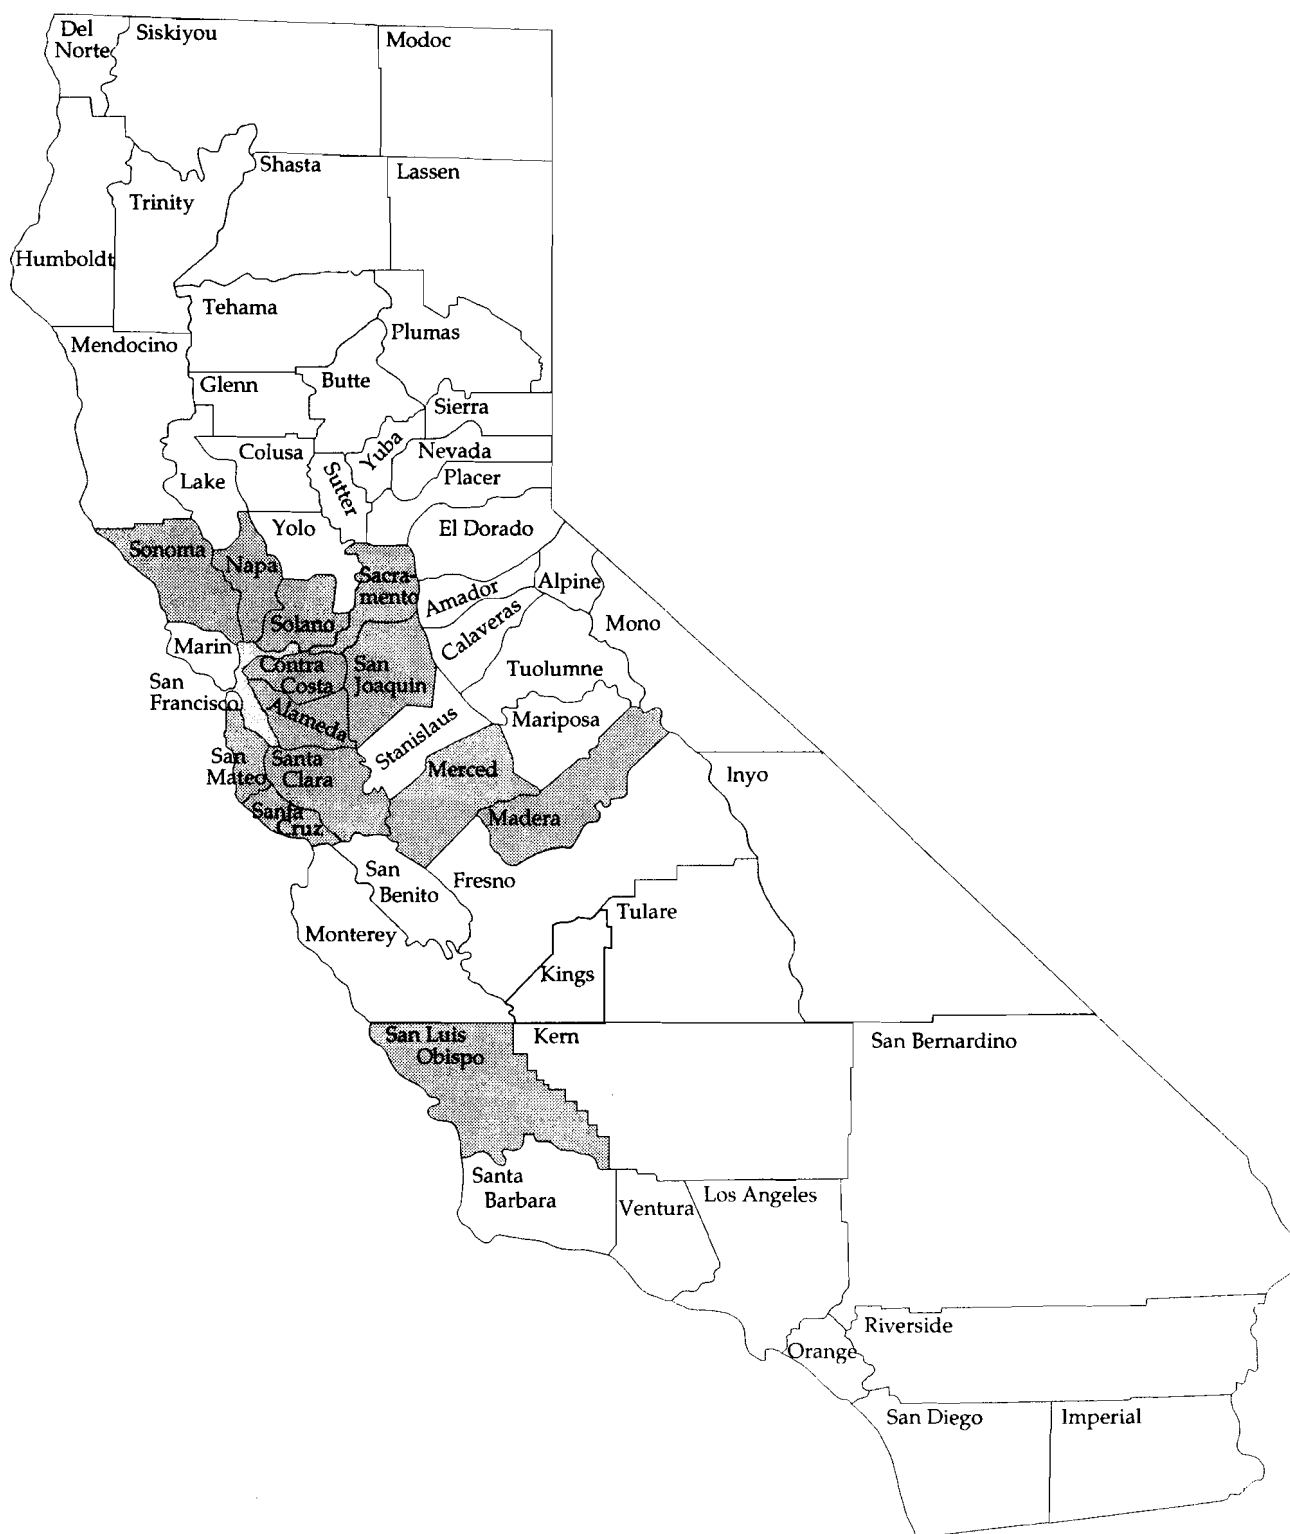 Del
Norte
Siskiyou
Modoc
Shasta
Lassen
Trinity
Humboldt
Tehama
Plumas
Mendocino
Glenn
Butte
Sierra
Colusa
Yuba
Nevada
Lake
Sutter
Placer
Yolo
El Dorado
Sonoma
Napa
Sacra-
mento
Alpine
Amador
Solano
Calaveras
Mono
Marin
Contra
Costa
San
Joaquin
Tuolumne
San
Francisco
Alameda
Stanislaus
Mariposa
San
Mateo
Santa
Clara
Merced
Inyo
Santa
Cruz
Madera
San
Benito
Fresno
Tulare
Monterey
Kings
San Luis
Obispo
Kern
San Bernardino
Santa
Barbara
Ventura
Los Angeles
Riverside
Orange
San Diego
Imperial